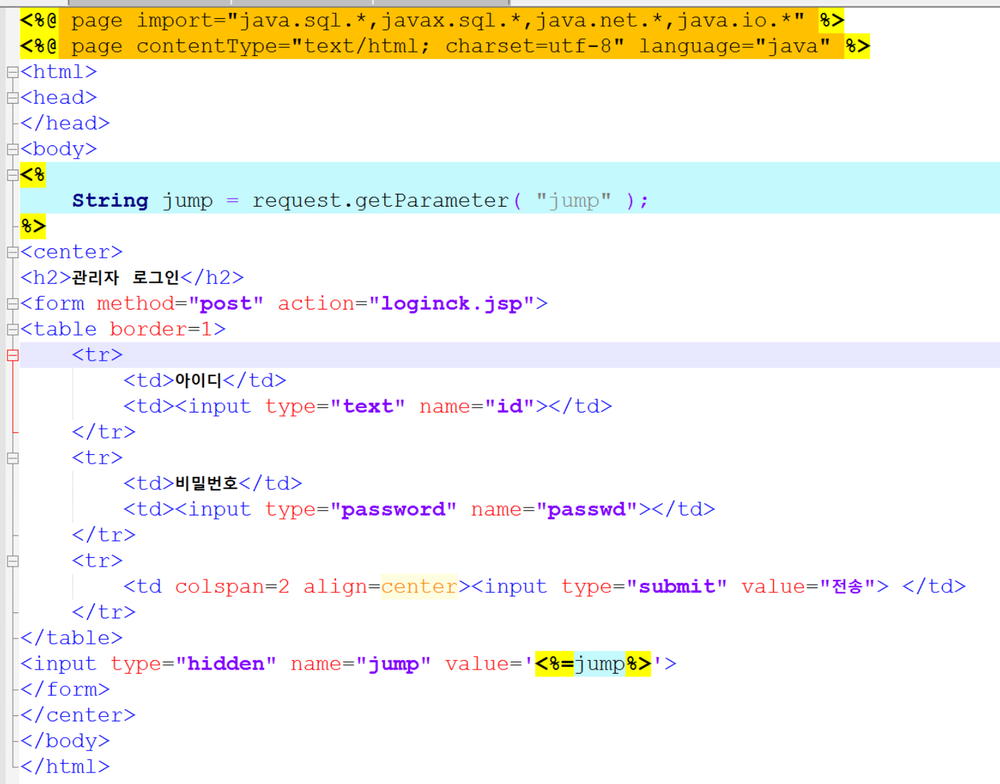 <%@ page import="java.sql.*,javax.sql.*,java.net.*,java.io.*" %>
<%@ page contentType="text/html; charset=utf-8" language="java" %>
<html>
<head>
</head>
<body>
<%
    String jump = request.getParameter( "jump" );
%>
<center>
<h2>관리자 로그인</h2>
<form method="post" action="loginck.jsp">
<table border=1>
    <tr>
        <td>아이디</td>
        <td><input type="text" name="id"></td>
    </tr>
    <tr>
        <td>비밀번호</td>
        <td><input type="password" name="passwd"></td>
    </tr>
    <tr>
        <td colspan=2 align=center><input type="submit" value="전송"> </td>
    </tr>
</table>
<input type="hidden" name="jump" value='<%=jump%>'>
</form>
</center>
</body>
</html>